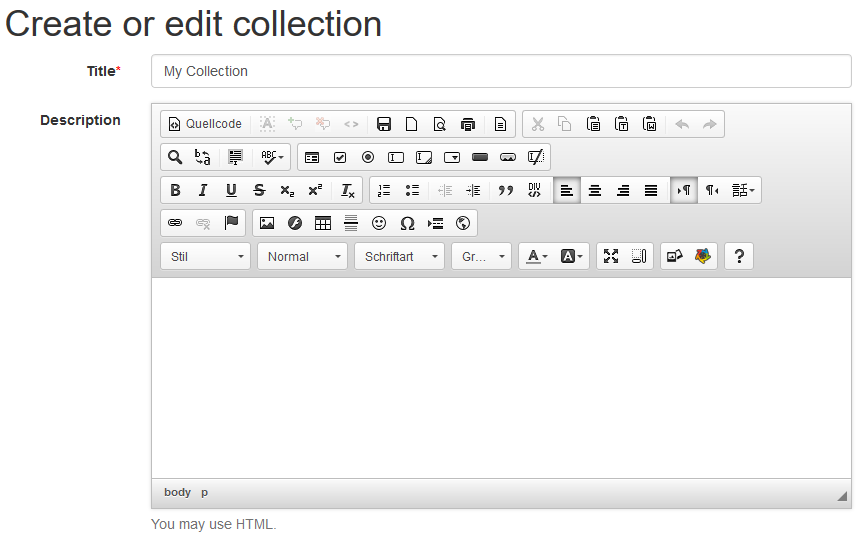 Create or edit collection
Title*
My Collection
Description
Quellcode
Stil
Normal
Schriftart
Gr…
body p
You may use HTML.